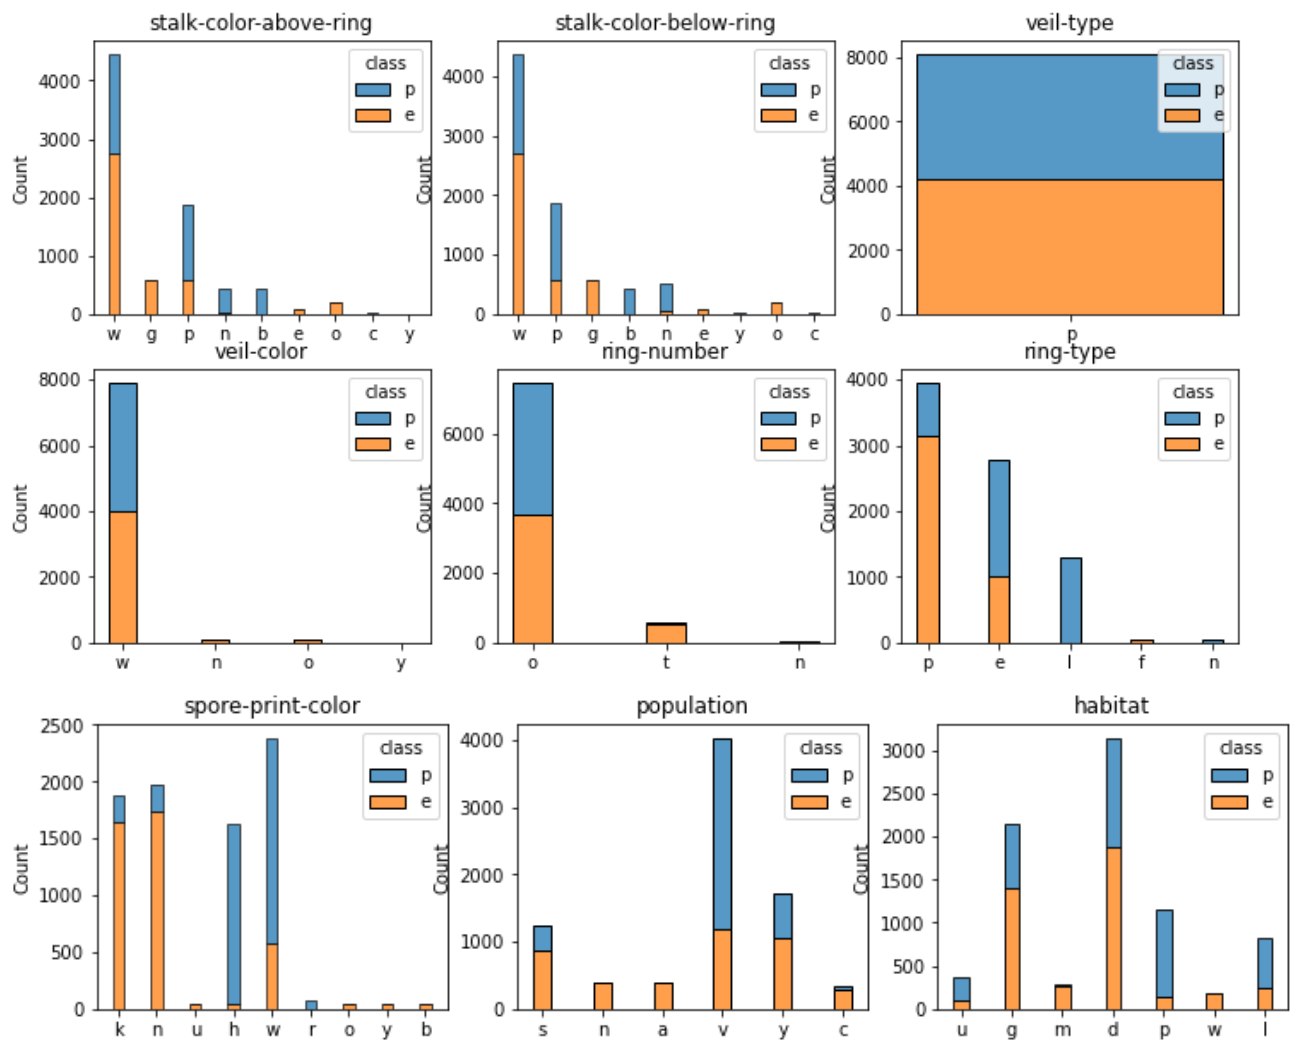 stalk-color-above-ring
class
p
e
Count
4000
3000
2000
1000
0
w g p n b e o c y
stalk-color-below-ring
class
p
e
Count
4000
3000
2000
1000
0
w p g b n e y o c
veil-type
class
p
e
Count
8000
6000
4000
2000
0
p
veil-color
class
p
e
Count
8000
6000
4000
2000
0
w n o y
ring-number
class
p
e
Count
6000
4000
2000
0
o t n
ring-type
class
p
e
Count
4000
3000
2000
1000
0
p e l f n
spore-print-color
class
p
e
Count
2500
2000
1500
1000
500
0
k n u h w r o y b
population
class
p
e
Count
4000
3000
2000
1000
0
s n a v y c
habitat
class
p
e
Count
3000
2500
2000
1500
1000
500
0
u g m d p w l